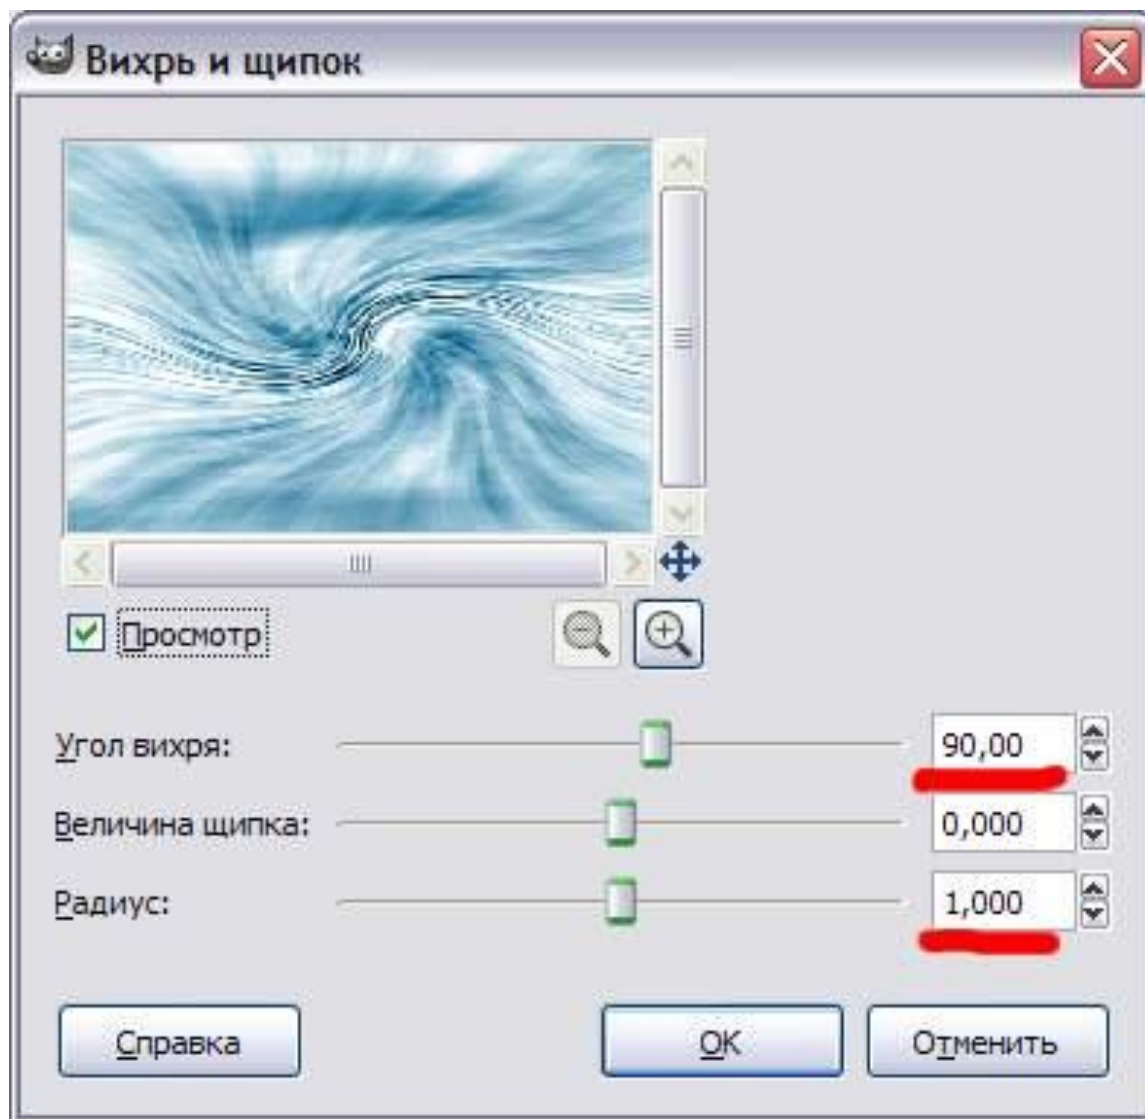 Вихрь и щипок
Просмотр
Угол вихря: 90,00
Величина щипка: 0,000
Радиус: 1,000
Справка OK Отменить